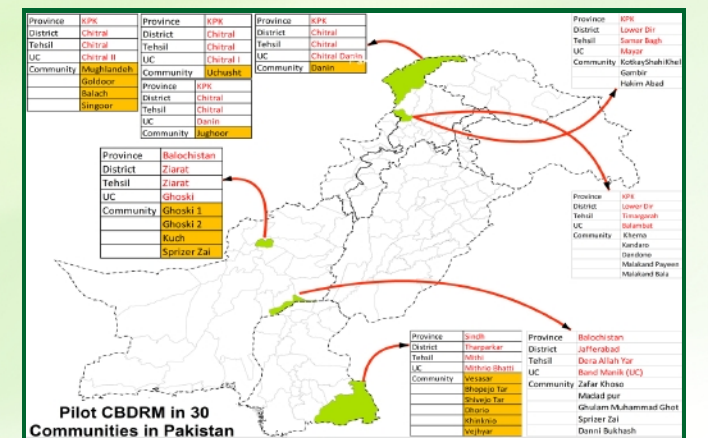 Province KPK
District Chitral
Tehsil Chitral
UC Chitral II
Community Mughlandeh
Goldoor
Balach
Singoor
Province KPK
District Chitral
Tehsil Chitral
UC Chitral I
Community Uchusht
Province KPK
District Chitral
Tehsil Chitral
UC Danin
Community Jughoor
Province KPK
District Chitral
Tehsil Chitral
UC Chitral Danin
Community Danin
Province KPK
District Lower Dir
Tehsil Samar Bagh
UC Mayar
Community KotkayShahiKhel
Gambir
Hakim Abad
Province Balochistan
District Ziarat
Tehsil Ziarat
UC Ghoski
Community Ghoski 1
Ghoski 2
Kuch
Sprizer Zai
Province KPK
District Lower Dir
Tehsil Timargarah
UC Balambat
Community Khema
Kandaro
Dandono
Malakand Payeen
Malakand Bala
Province Sindh
District Tharparkar
Tehsil Mithi
UC Mithrio Bhatti
Community Vesasar
Bhopejo Tar
Shivejo Tar
Dhorio
Khinknio
Vejhyar
Province Balochistan
District Jafferabad
Tehsil Dera Allah Yar
UC Band Manik (UC)
Community Zafar Khoso
Madad pur
Ghulam Muhammad Ghot
Sprizer Zai
Danni Bukhash
Pilot CBDRM in 30
Communities in Pakistan